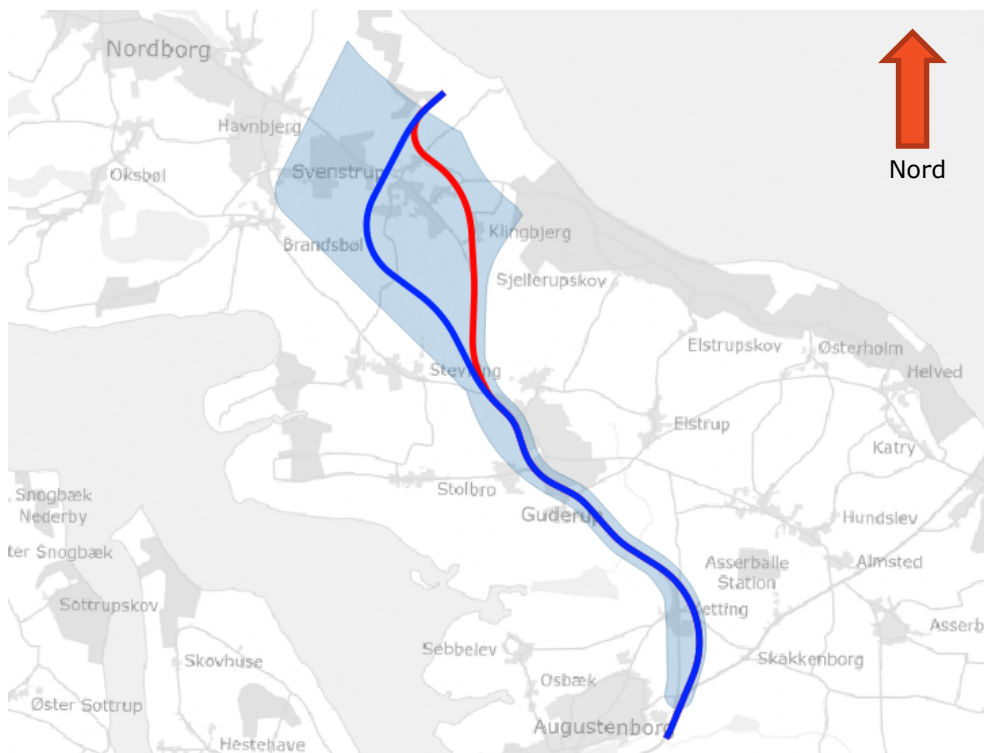 Nordborg
Nord
Havnbjerg
Oksbøl
Svenstrup
Brandsbøl
Klingbjerg
Sjellerupskov
Elstrupskov
Østerholm
Helved
Stevning
Elstrup
Katry
Stolbro
Snogbæk
Nederby
Guderup
Hundslev
ter Snogbæk
Asserballe
Station
Almsted
Sottrupskov
Ketting
Asserb
Sebbelev
Skovhuse
Skakkenborg
Osbæk
Øster Sottrup
Augustenborg
Hestehave